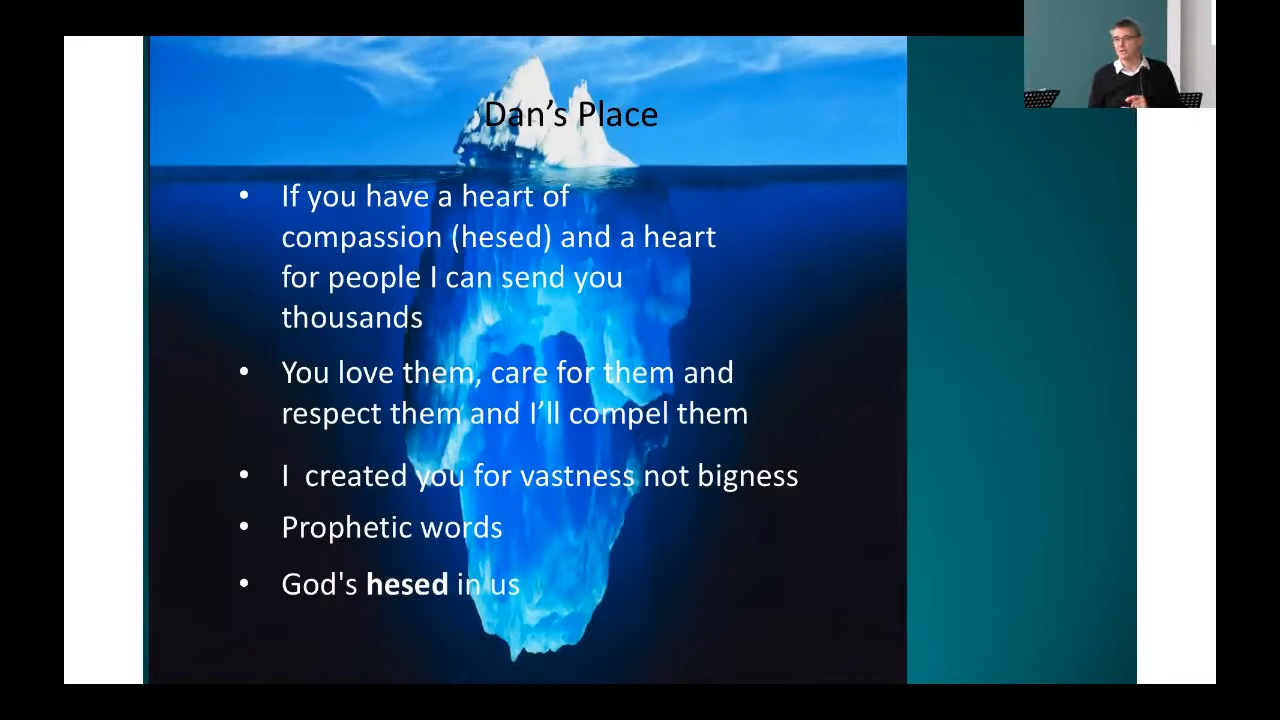 Dan’s Place
• If you have a heart of
compassion (hesed) and a heart
for people I can send you
thousands
• You love them, care for them and
respect them and I’ll compel them
• I  created you for vastness not bigness
• Prophetic words
• God's hesed in us